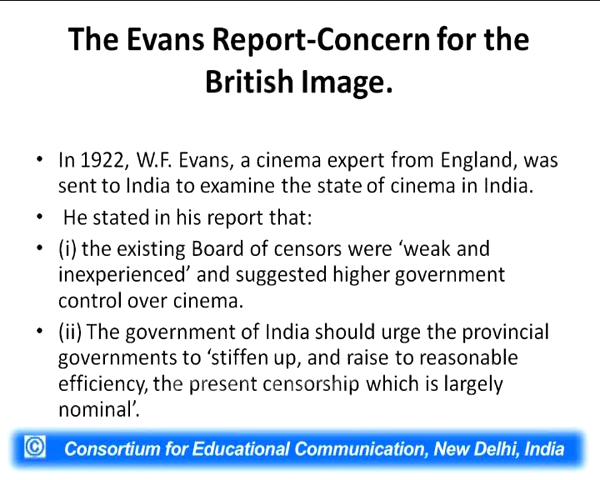 The Evans Report-Concern for the
British Image.
• In 1922, W.F. Evans, a cinema expert from England, was
sent to India to examine the state of cinema in India.
• He stated in his report that:
• (i) the existing Board of censors were ‘weak and
inexperienced’ and suggested higher government
control over cinema.
• (ii) The government of India should urge the provincial
governments to ‘stiffen up, and raise to reasonable
efficiency, the present censorship which is largely
nominal’.
© Consortium for Educational Communication, New Delhi, India